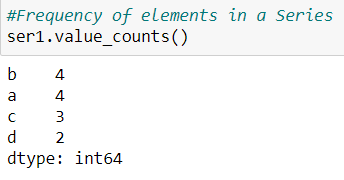 #Frequency of elements in a Series
ser1.value_counts()
b    4
a    4
c    3
d    2
dtype: int64